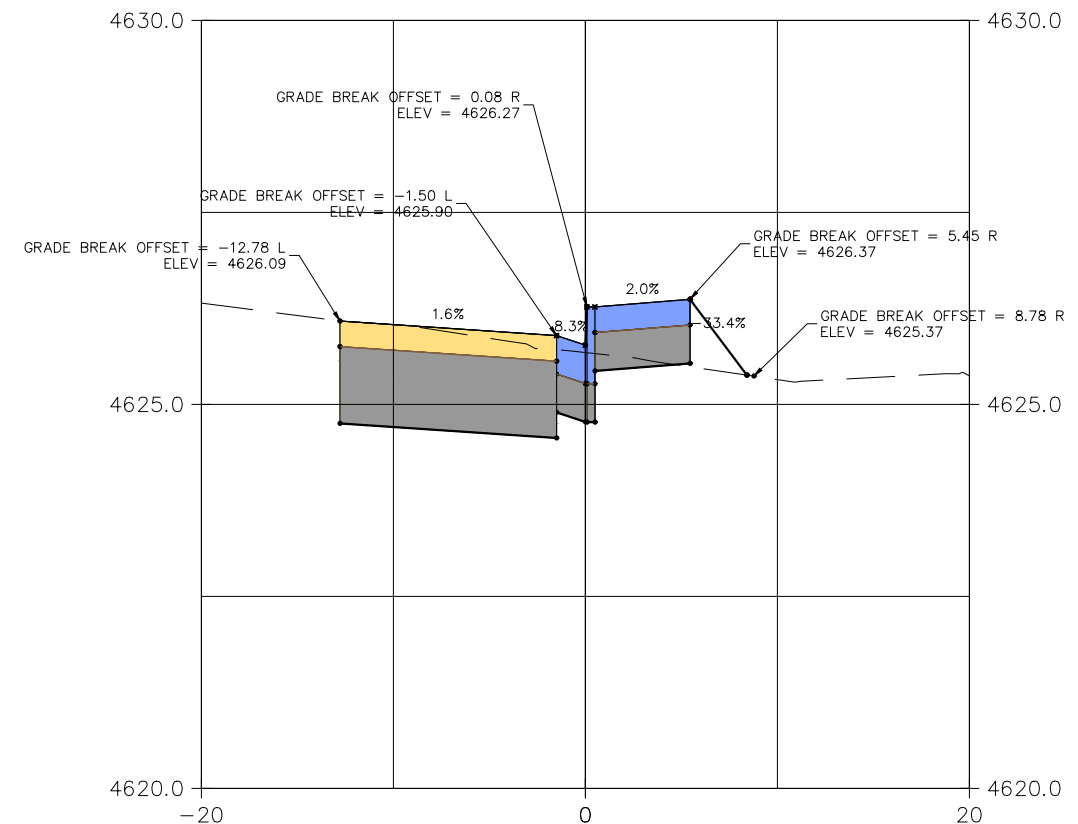 4630.0
4630.0
GRADE BREAK OFFSET = 0.08 R
ELEV = 4626.27
GRADE BREAK OFFSET = -1.50 L
ELEV = 4625.90
GRADE BREAK OFFSET = 5.45 R
ELEV = 4626.37
GRADE BREAK OFFSET = -12.78 L
ELEV = 4626.09
2.0%
1.6%
8.3%
-33.4%
GRADE BREAK OFFSET = 8.78 R
ELEV = 4625.37
4625.0
4625.0
4620.0
4620.0
-20
0
20